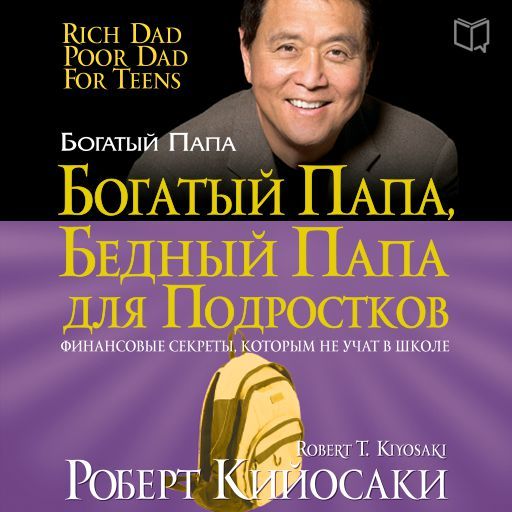 RICH DAD
POOR DAD
FOR TEENS
БОГАТЫЙ ПАПА
БОГАТЫЙ ПАПА,
БЕДНЫЙ ПАПА
ДЛЯ ПОДРОСТКОВ
ФИНАНСОВЫЕ СЕКРЕТЫ, КОТОРЫМ НЕ УЧАТ В ШКОЛЕ
ROBERT T. KIYOSAKI
РОБЕРТ КИЙОСАКИ